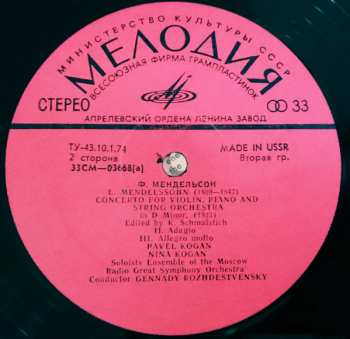 МИНИСТЕРСТВО КУЛЬТУРЫ СССР
МЕЛОДИЯ
ВСЕСОЮЗНАЯ ФИРМА ГРАМПЛАСТИНОК
СТЕРЕО
33
АПРЕЛЕВСКИЙ ОРДЕНА ЛЕНИНА ЗАВОД
ТУ-43.10.1.74
MADE IN USSR
2 сторона
Вторая гр.
33СМ—03668(а)
Ф. МЕНДЕЛЬСОН
F. MENDELSSOHN (1809—1847)
CONCERTO FOR VIOLIN, PIANO AND
STRING ORCHESTRA
in D Minor,
Edited by K. Schmalzich
II. Adagio
III. Allegro molto
PAVEL KOGAN
NINA KOGAN
Soloists Ensemble of the Moscow
Radio Great Symphony Orchestra
Conductor GENNADY ROZHDESTVENSKY